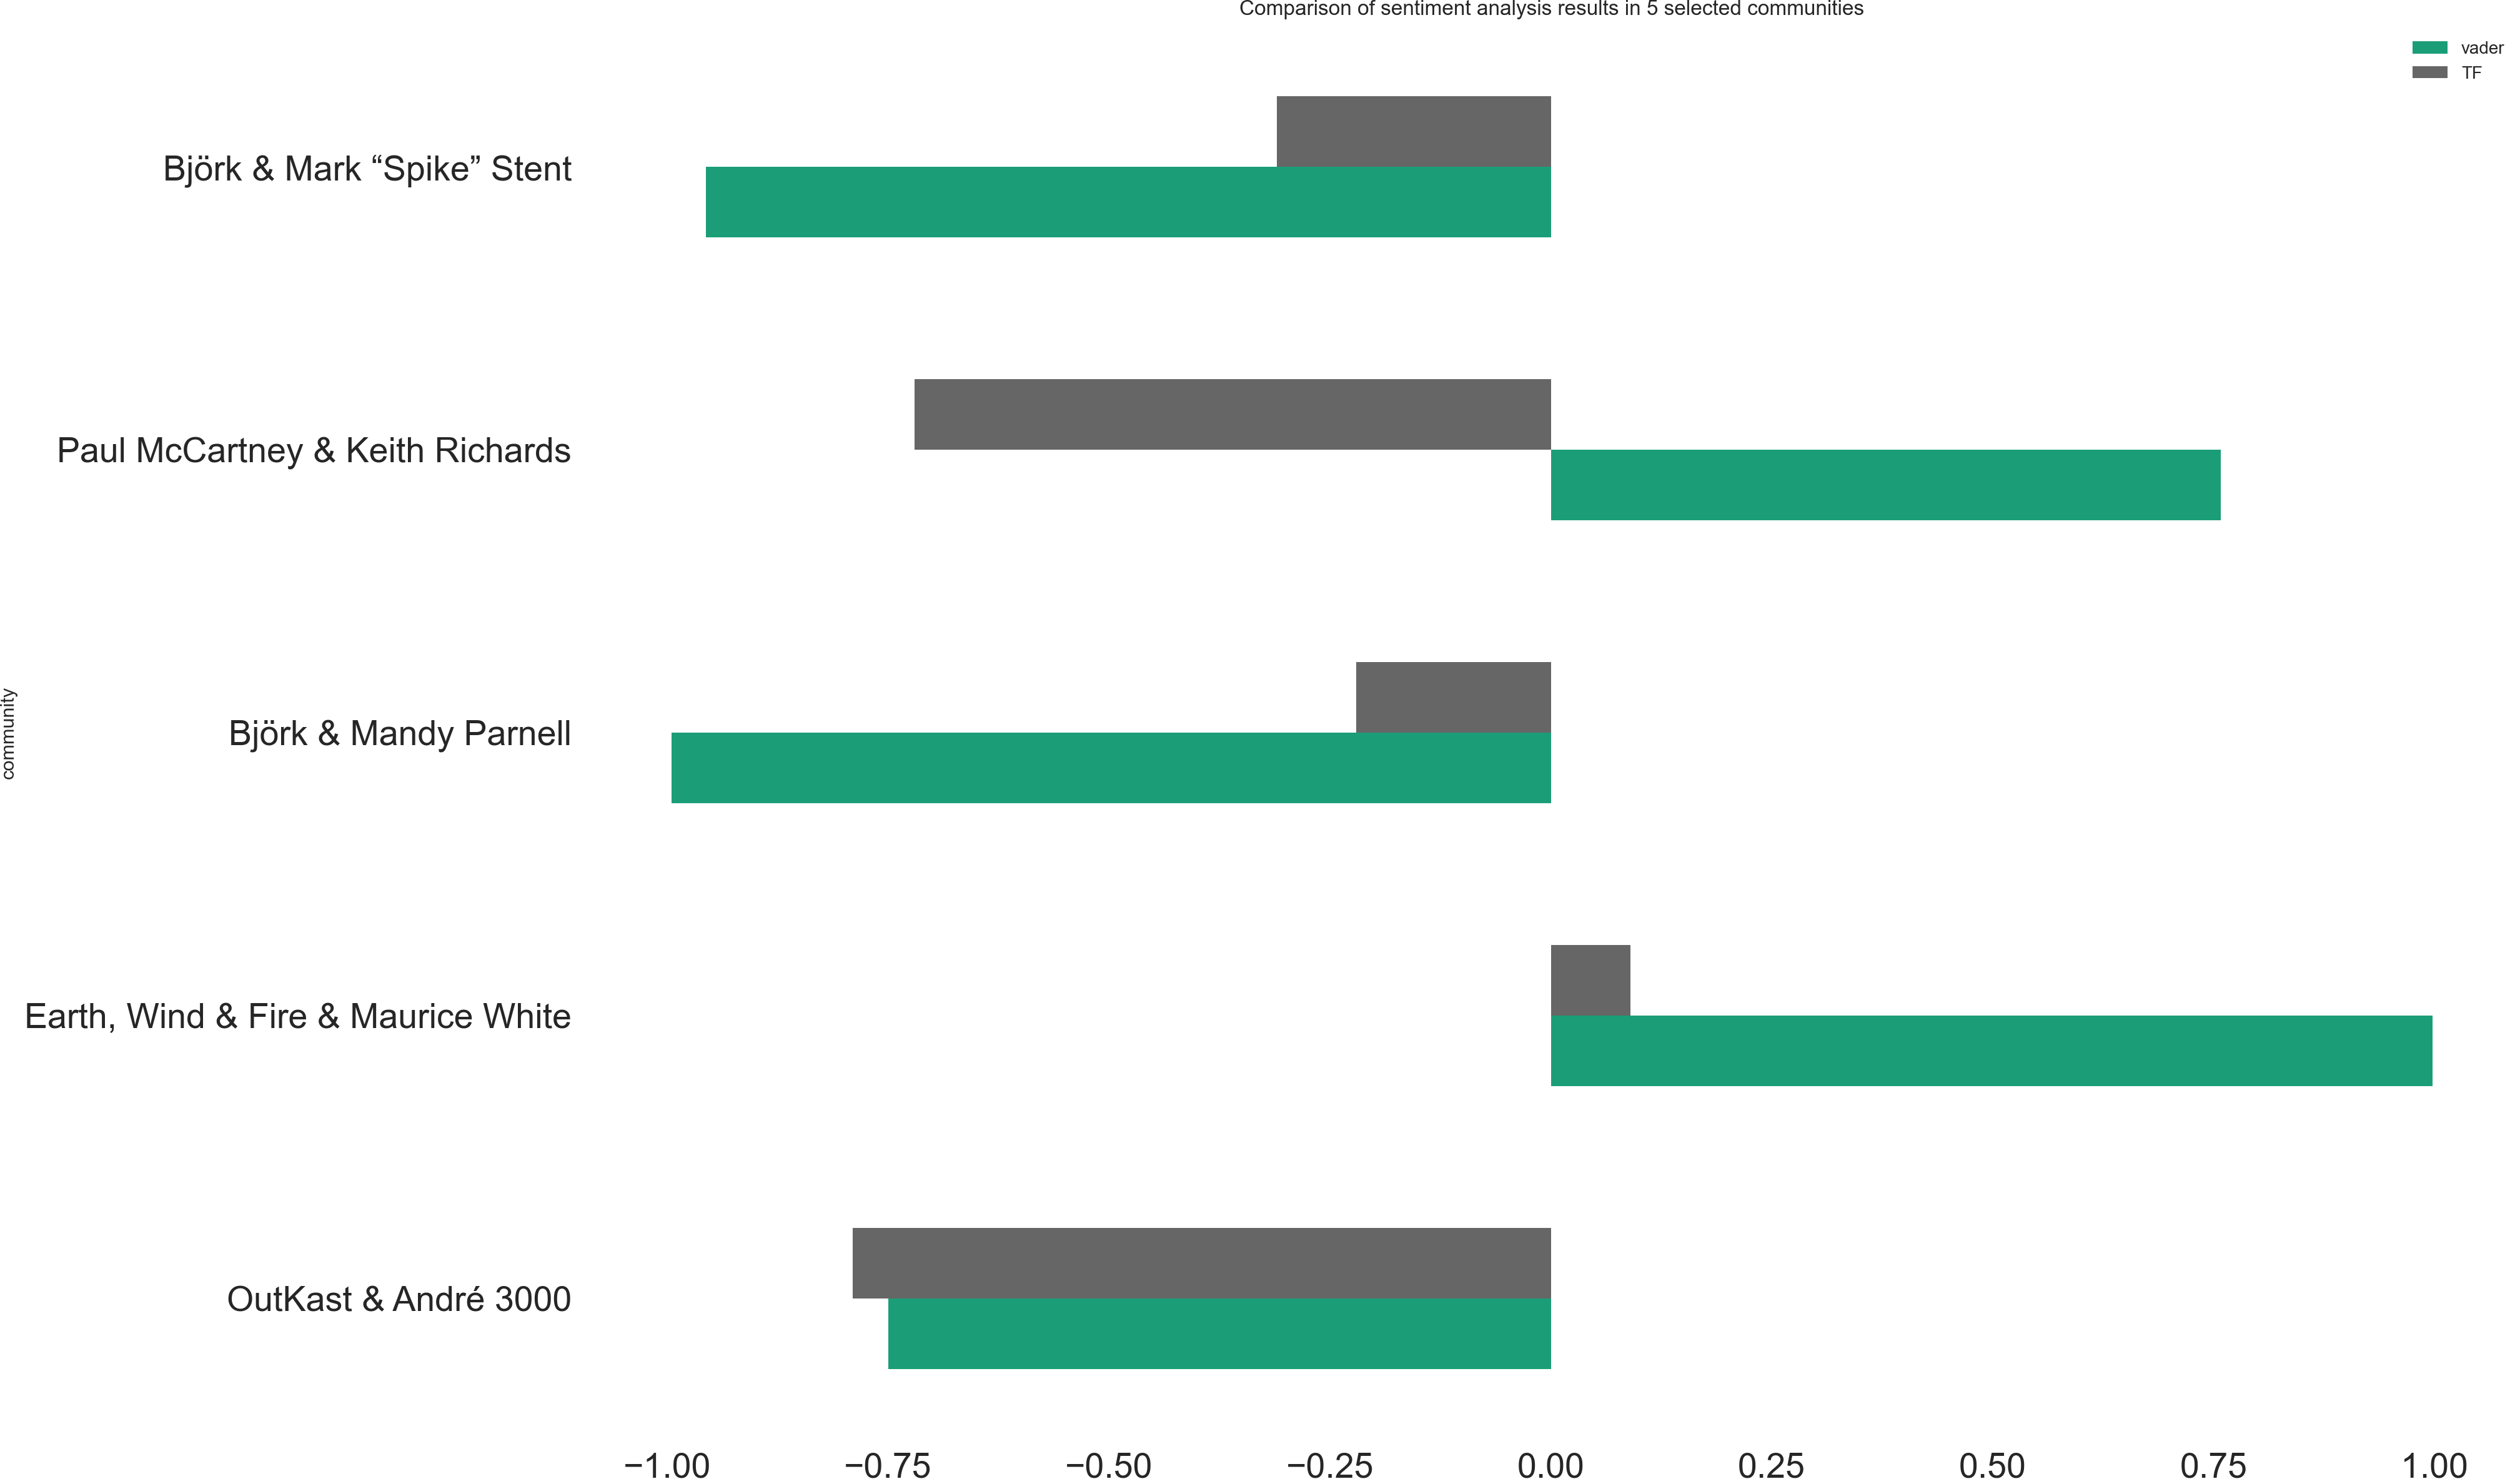 Comparison of sentiment analysis results in 5 selected communities
vader
TF
Björk & Mark “Spike” Stent
Paul McCartney & Keith Richards
Björk & Mandy Parnell
community
Earth, Wind & Fire & Maurice White
OutKast & André 3000
−1.00 −0.75 −0.50 −0.25 0.00 0.25 0.50 0.75 1.00